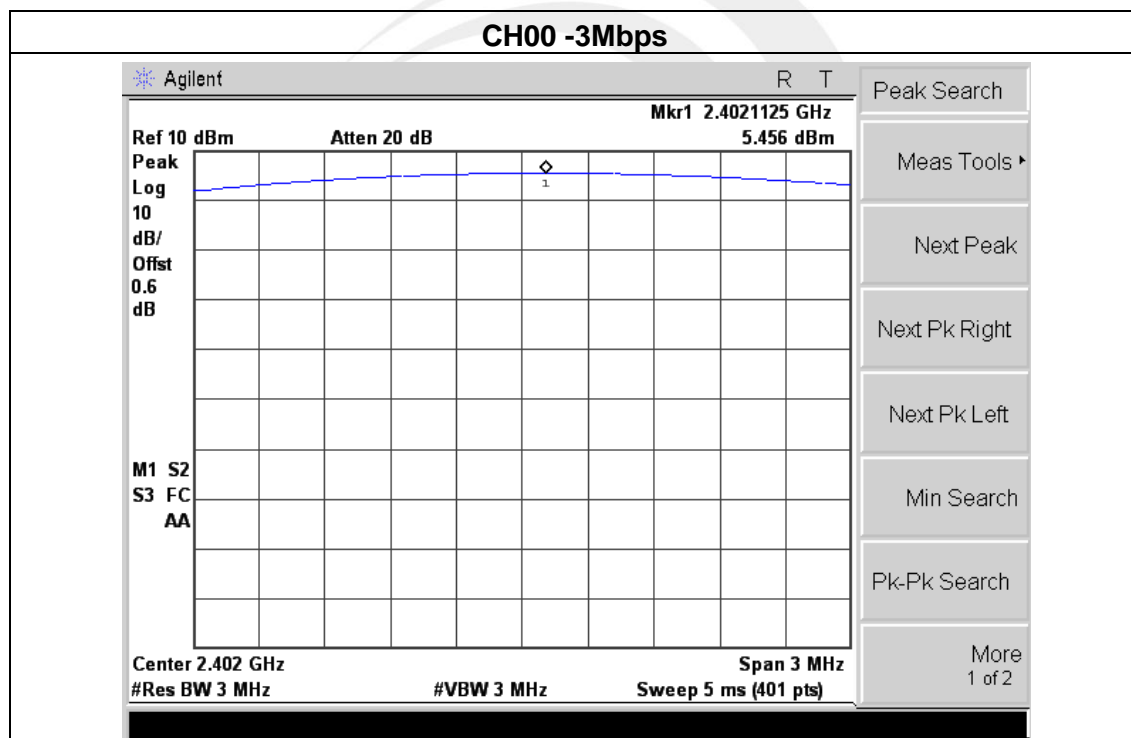 CH00 -3Mbps
Agilent R T
Mkr1 2.4021125 GHz
Ref 10 dBm Atten 20 dB 5.456 dBm
Peak
Log
10
dB/
Offst
0.6
dB
1
M1 S2
S3 FC
AA
Center 2.402 GHz Span 3 MHz
#Res BW 3 MHz #VBW 3 MHz Sweep 5 ms (401 pts)
Peak Search
Meas Tools
Next Peak
Next Pk Right
Next Pk Left
Min Search
Pk-Pk Search
More
1 of 2